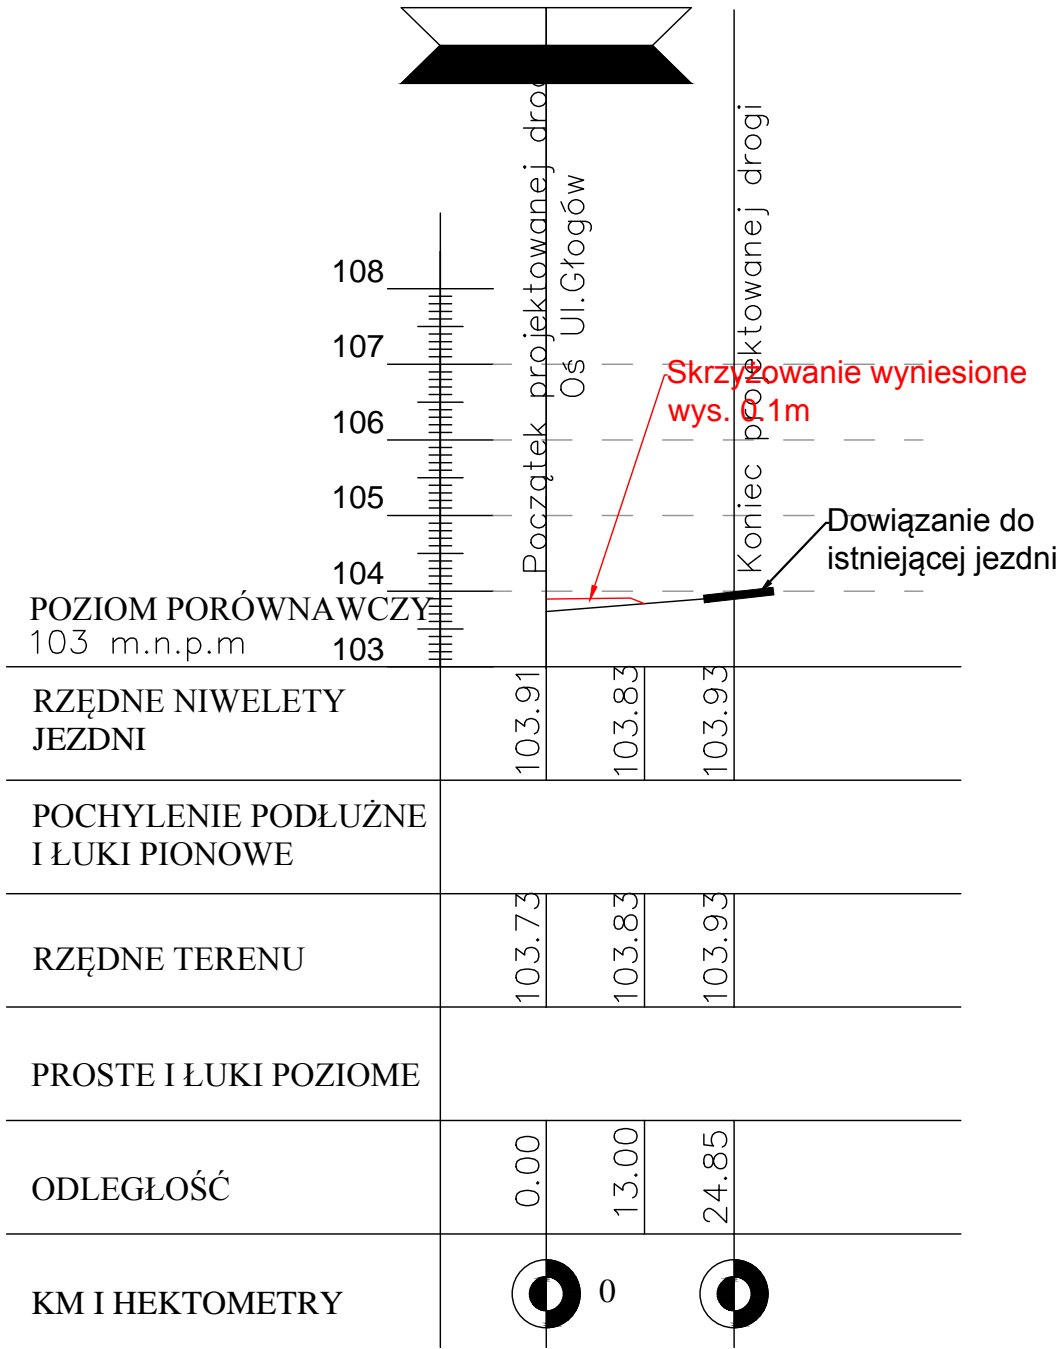 Początek projektowanej drog
Oś Ul.Głogów
Koniec projektowanej drogi
108
107
106
105
104
103
Skrzyżowanie wyniesione
wys. 0.1m
Dowiązanie do
istniejącej jezdni
POZIOM PORÓWNAWCZY
103 m.n.p.m
RZĘDNE NIWELETY
JEZDNI
103.91
103.83
103.93
POCHYLENIE PODŁUŻNE
I ŁUKI PIONOWE
RZĘDNE TERENU
103.73
103.83
103.93
PROSTE I ŁUKI POZIOME
ODLEGŁOŚĆ
0.00
13.00
24.85
KM I HEKTOMETRY
0